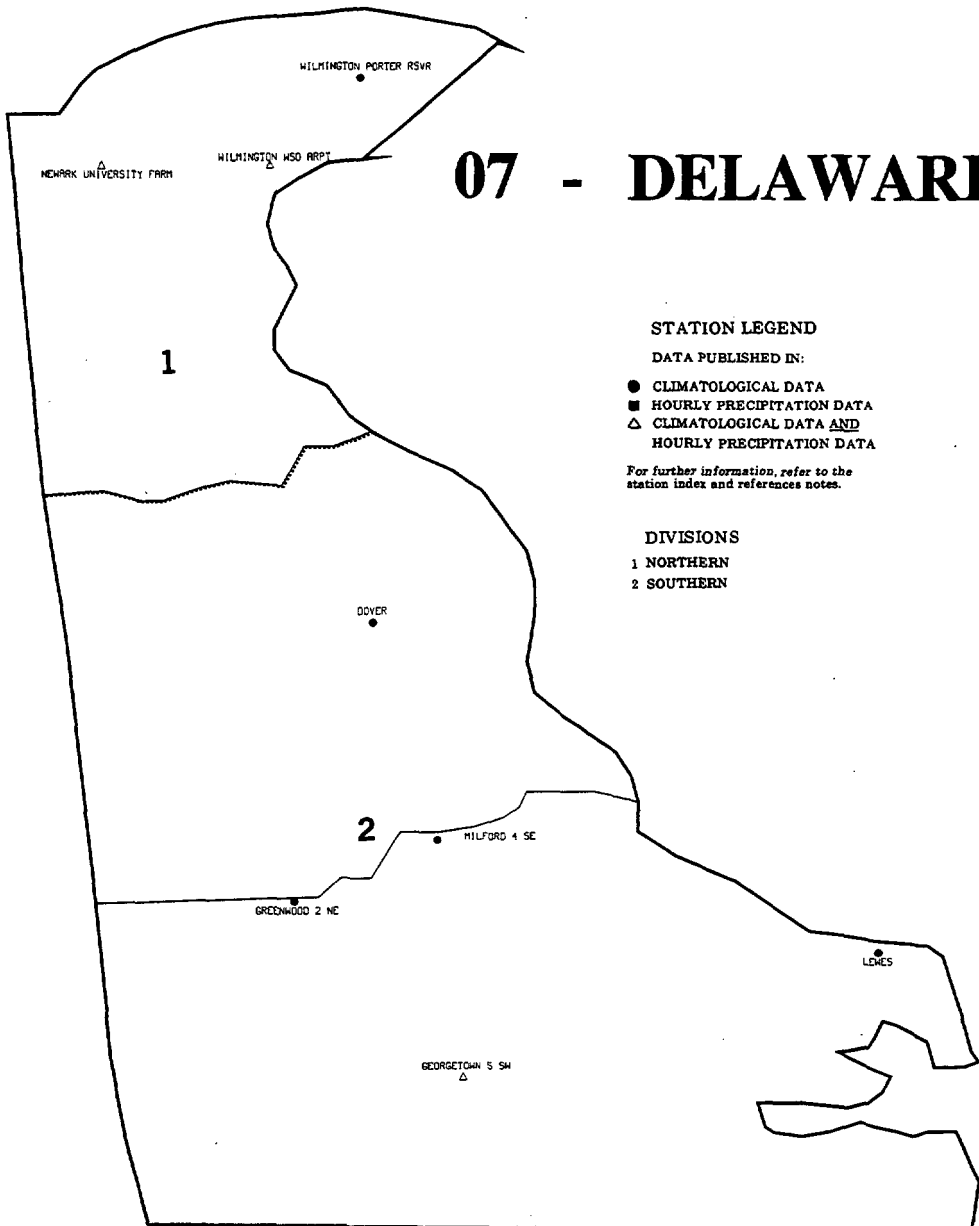 WILMINGTON PORTER RSVR
NEWARK UNIVERSITY FARM
WILMINGTON WSO ARPT
07 - DELAWARE
STATION LEGEND
DATA PUBLISHED IN:
● CLIMATOLOGICAL DATA
■ HOURLY PRECIPITATION DATA
△ CLIMATOLOGICAL DATA AND
HOURLY PRECIPITATION DATA
For further information, refer to the
station index and references notes.
DIVISIONS
1 NORTHERN
2 SOUTHERN
1
DOVER
2
MILFORD 4 SE
GREENWOOD 2 NE
LEWES
GEORGETOWN 5 SW